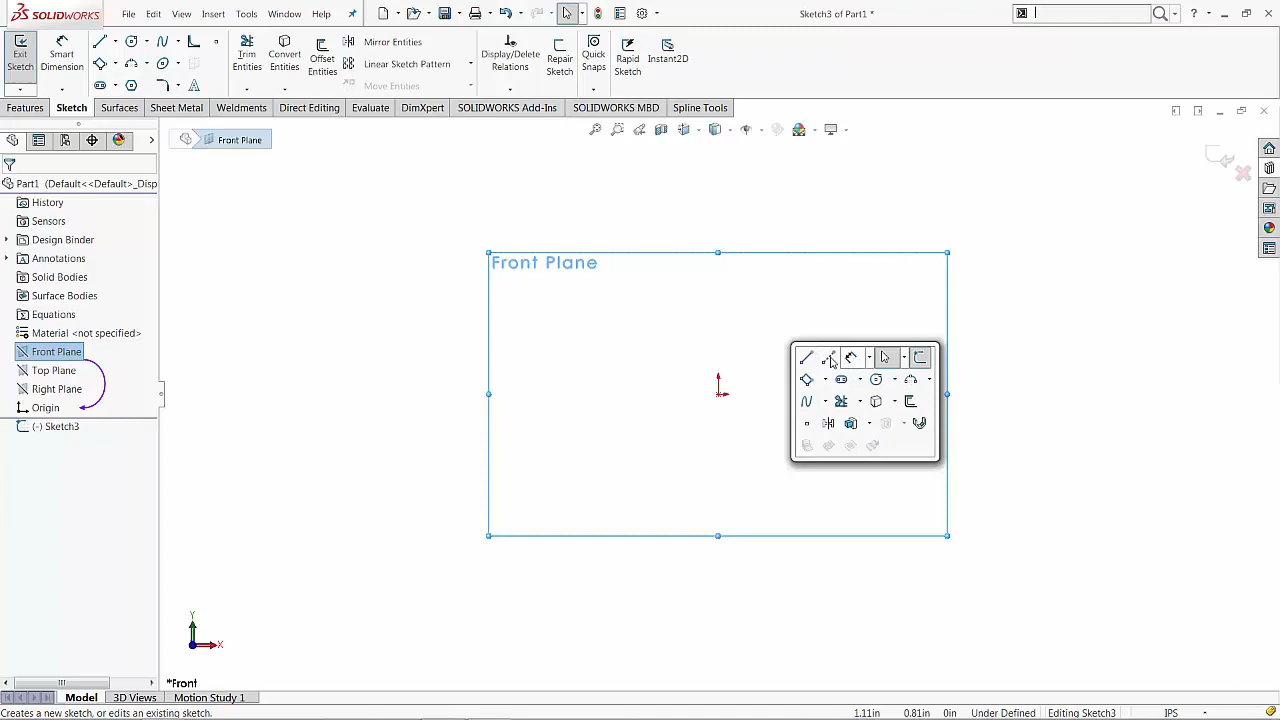 SOLIDWORKS File Edit View Insert Tools Window Help Sketch3 of Part1 *
Exit Sketch
Smart Dimension
Trim Entities
Convert Entities
Offset Entities
Mirror Entities
Linear Sketch Pattern
Move Entities
Display/Delete Relations
Repair Sketch
Quick Snaps
Rapid Sketch
Instant2D
Features Sketch Surfaces Sheet Metal Weldments Direct Editing Evaluate DimXpert SOLIDWORKS Add-Ins SOLIDWORKS MBD Spline Tools
Front Plane
Part1 (Default<<Default>_Disp
History
Sensors
Design Binder
Annotations
Solid Bodies
Surface Bodies
Equations
Material <not specified>
Front Plane
Top Plane
Right Plane
Origin
(-) Sketch3
Front Plane
Y
X
*Front
Model 3D Views Motion Study 1
Creates a new sketch, or edits an existing sketch. 1.11in 0.81in 0in Under Defined Editing Sketch3 IPS